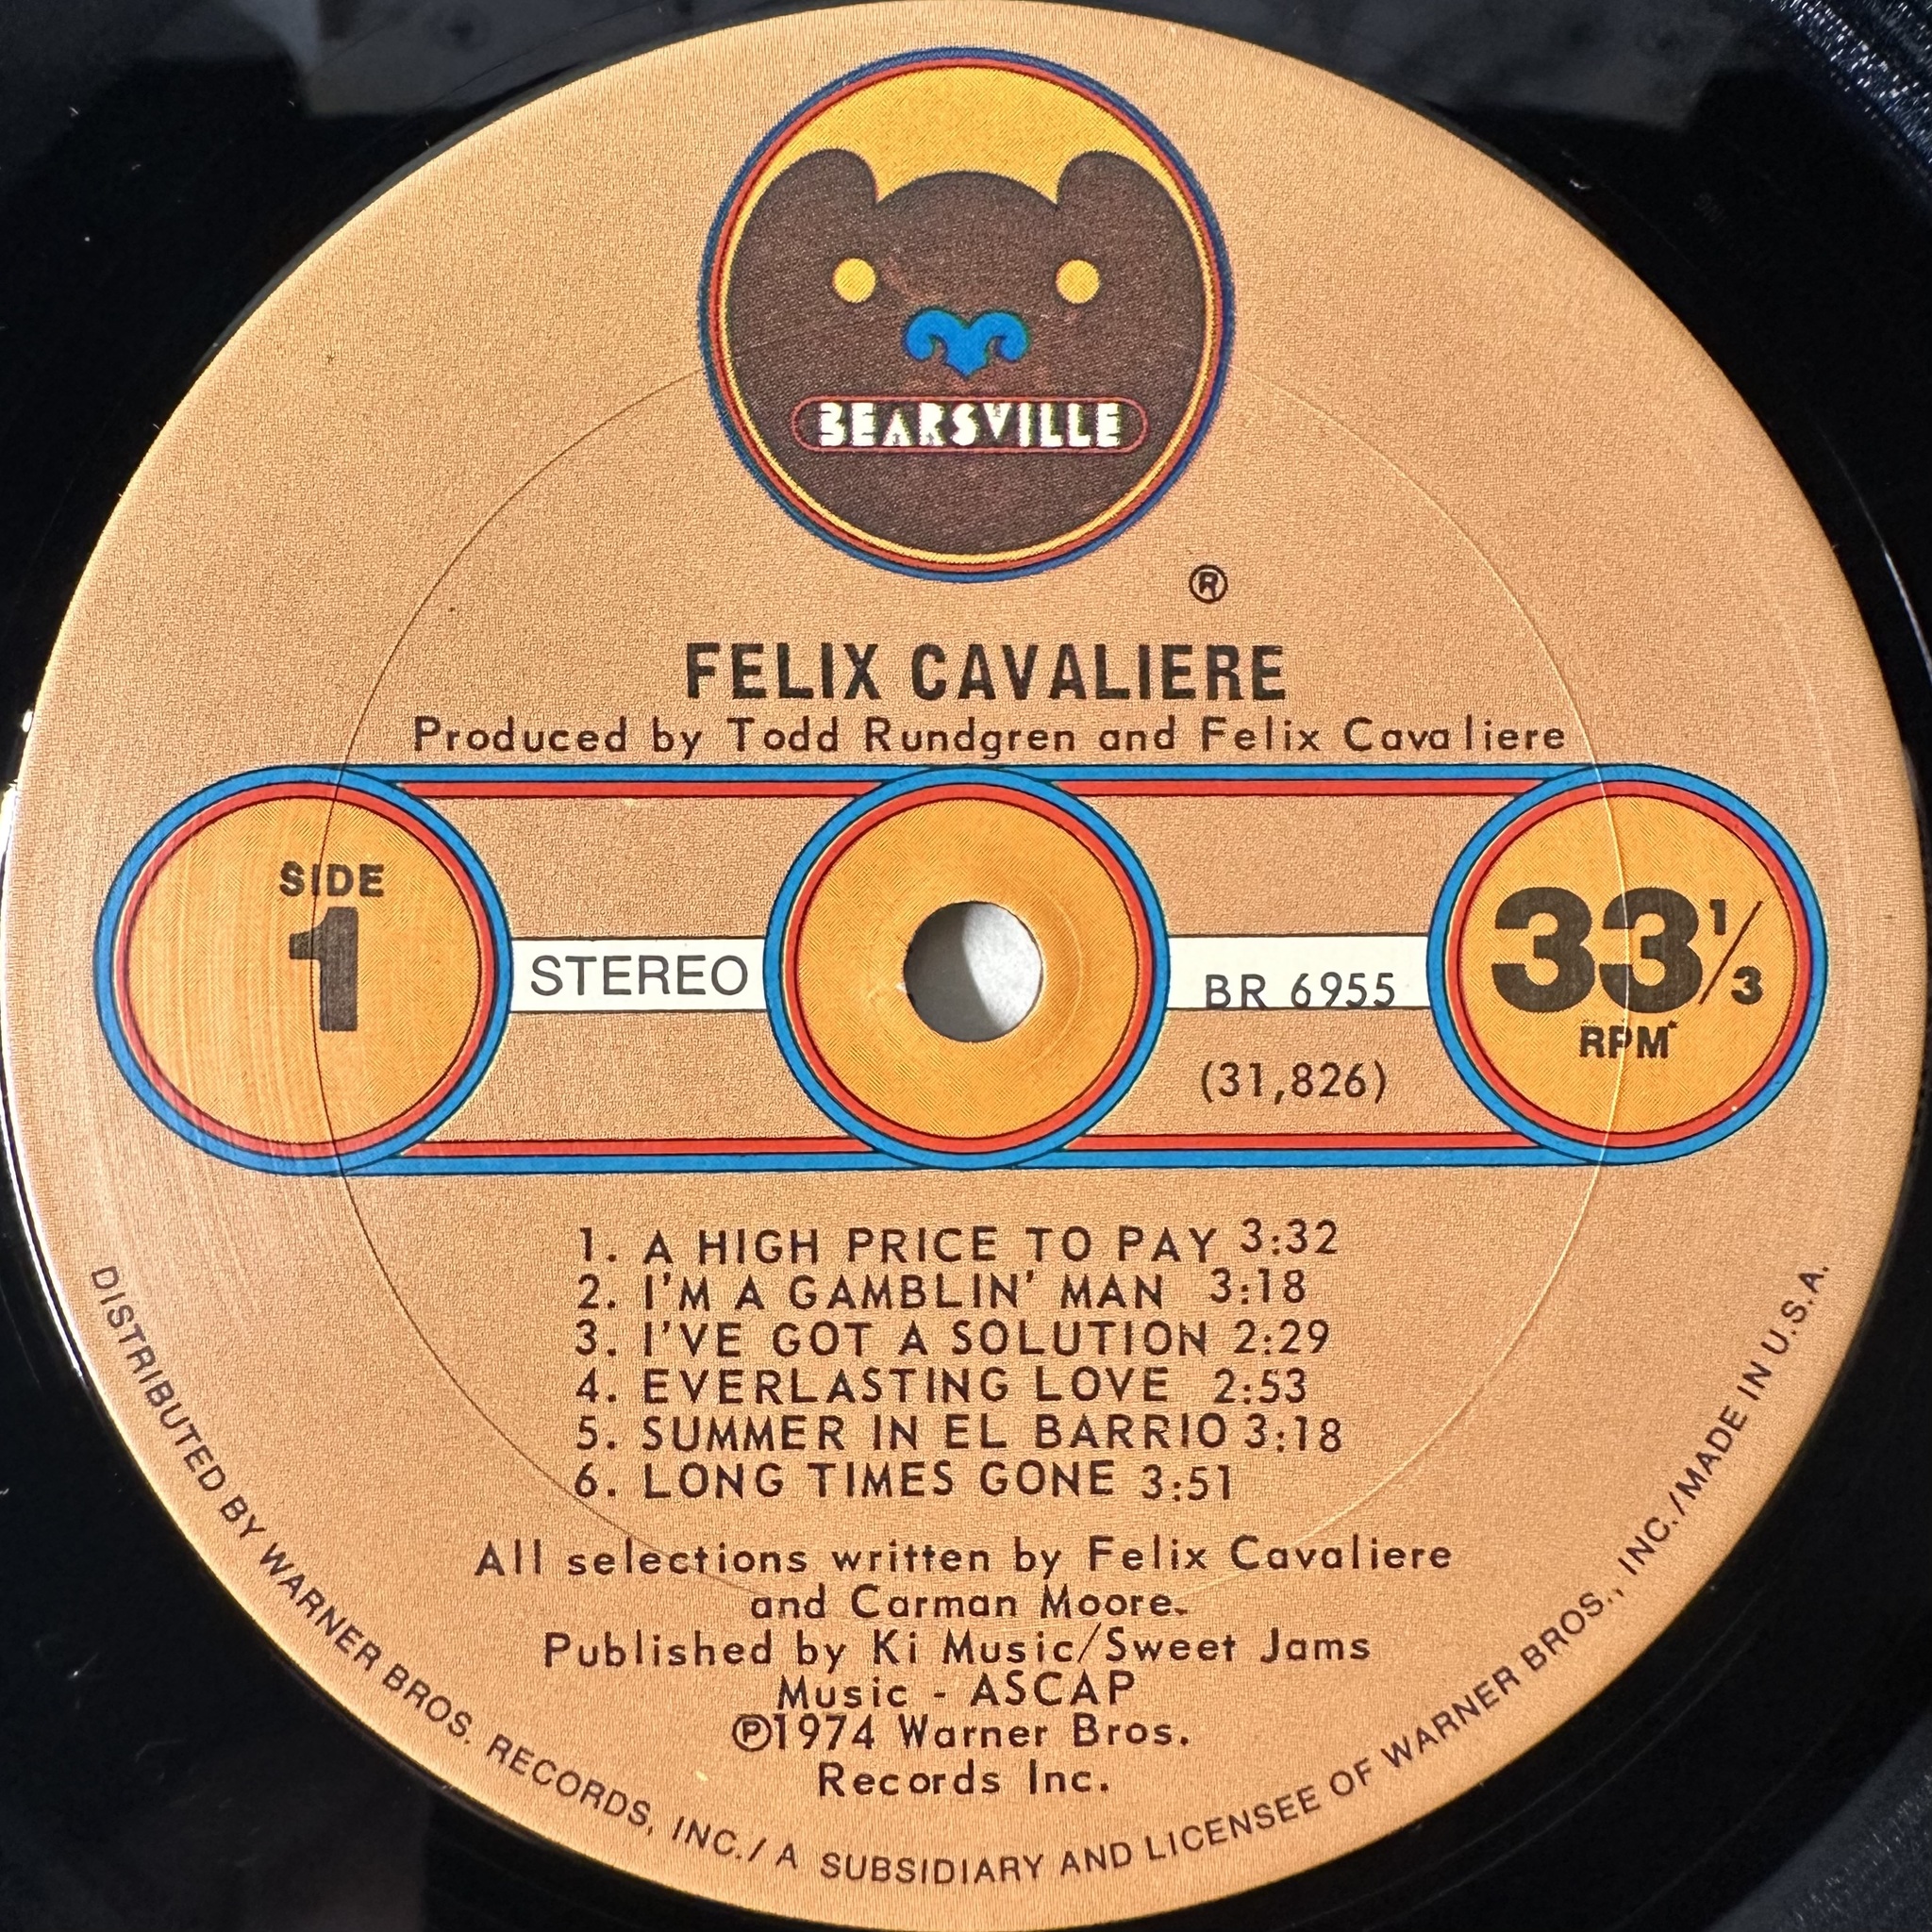 BEARSVILLE
®
FELIX CAVALIERE
Produced by Todd Rundgren and Felix Cavaliere
SIDE
1
STEREO
BR 6955
(31,826)
33 1/3
RPM
1. A HIGH PRICE TO PAY 3:32
2. I'M A GAMBLIN' MAN 3:18
3. I'VE GOT A SOLUTION 2:29
4. EVERLASTING LOVE 2:53
5. SUMMER IN EL BARRIO 3:18
6. LONG TIMES GONE 3:51
All selections written by Felix Cavaliere
and Carman Moore.
Published by Ki Music/Sweet Jams
Music - ASCAP
℗1974 Warner Bros.
Records Inc.
DISTRIBUTED BY WARNER BROS. RECORDS, INC./ A SUBSIDIARY AND LICENSEE OF WARNER BROS., INC./MADE IN U.S.A.